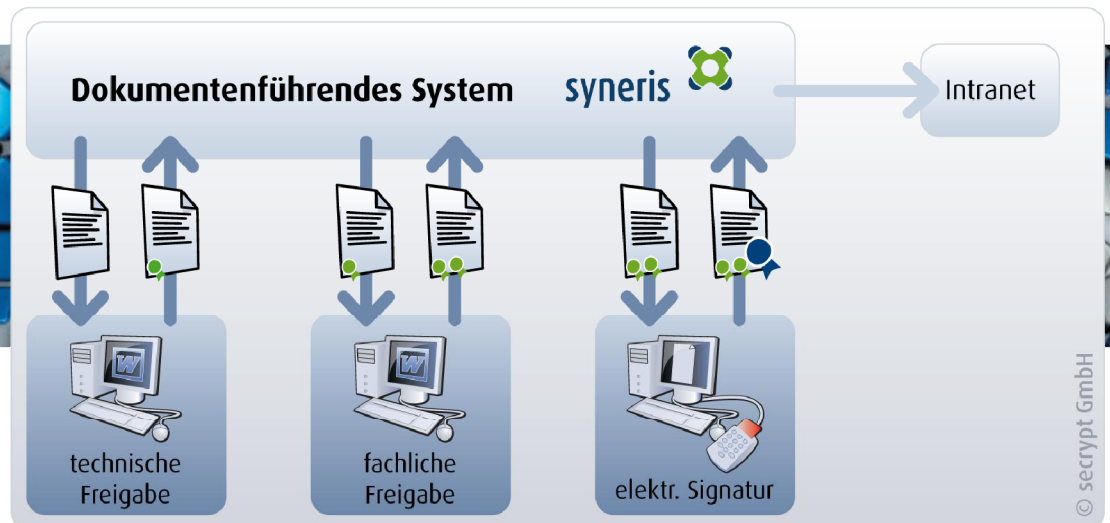 Dokumentenführendes System
syneris
Intranet
technische
Freigabe
fachliche
Freigabe
elektr. Signatur
© secrypt GmbH
W
W